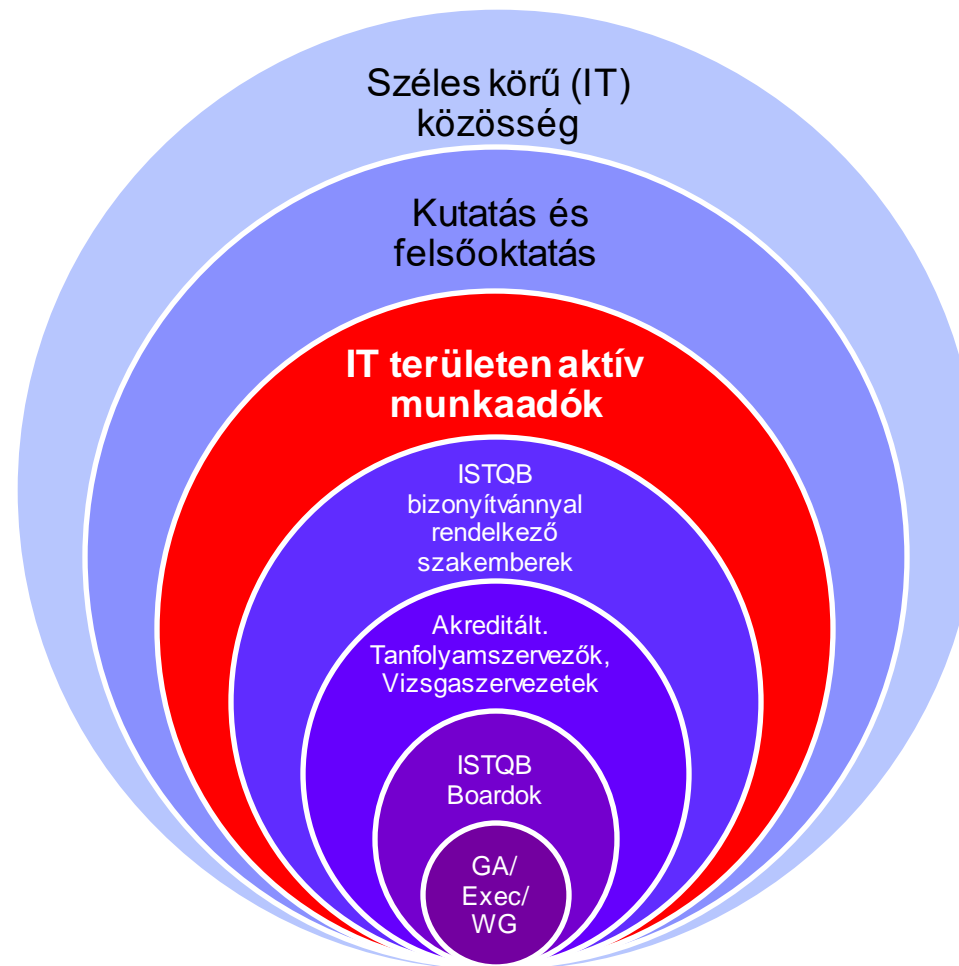 Széles körű (IT)
közösség
Kutatás és
felsőoktatás
IT területen aktív
munkaadók
ISTQB
bizonyítvánnyal
rendelkező
szakemberek
Akreditált.
Tanfolyamszervezők,
Vizsgaszervezetek
ISTQB
Boardok
GA/
Exec/
WG